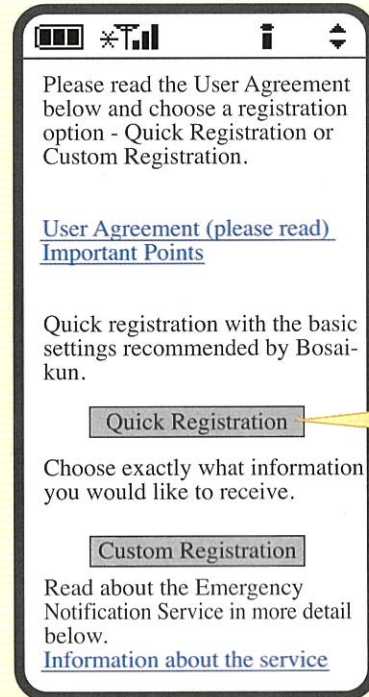 Please read the User Agreement
below and choose a registration
option - Quick Registration or
Custom Registration.
User Agreement (please read)
Important Points
Quick registration with the basic
settings recommended by Bosai-
kun.
Quick Registration
Choose exactly what information
you would like to receive.
Custom Registration
Read about the Emergency
Notification Service in more detail
below.
Information about the service